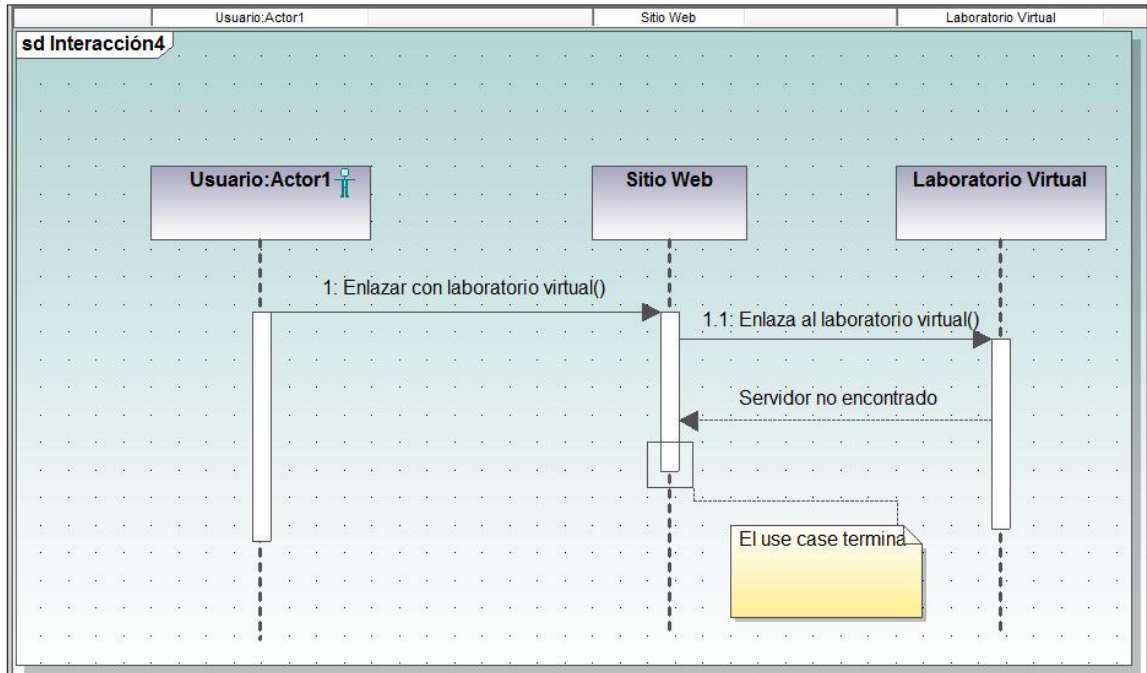 Usuario:Actor1
Sitio Web
Laboratorio Virtual
sd Interacción4
Usuario:Actor1
Sitio Web
Laboratorio Virtual
1: Enlazar con laboratorio virtual()
1.1: Enlaza al laboratorio virtual()
Servidor no encontrado
El use case termina